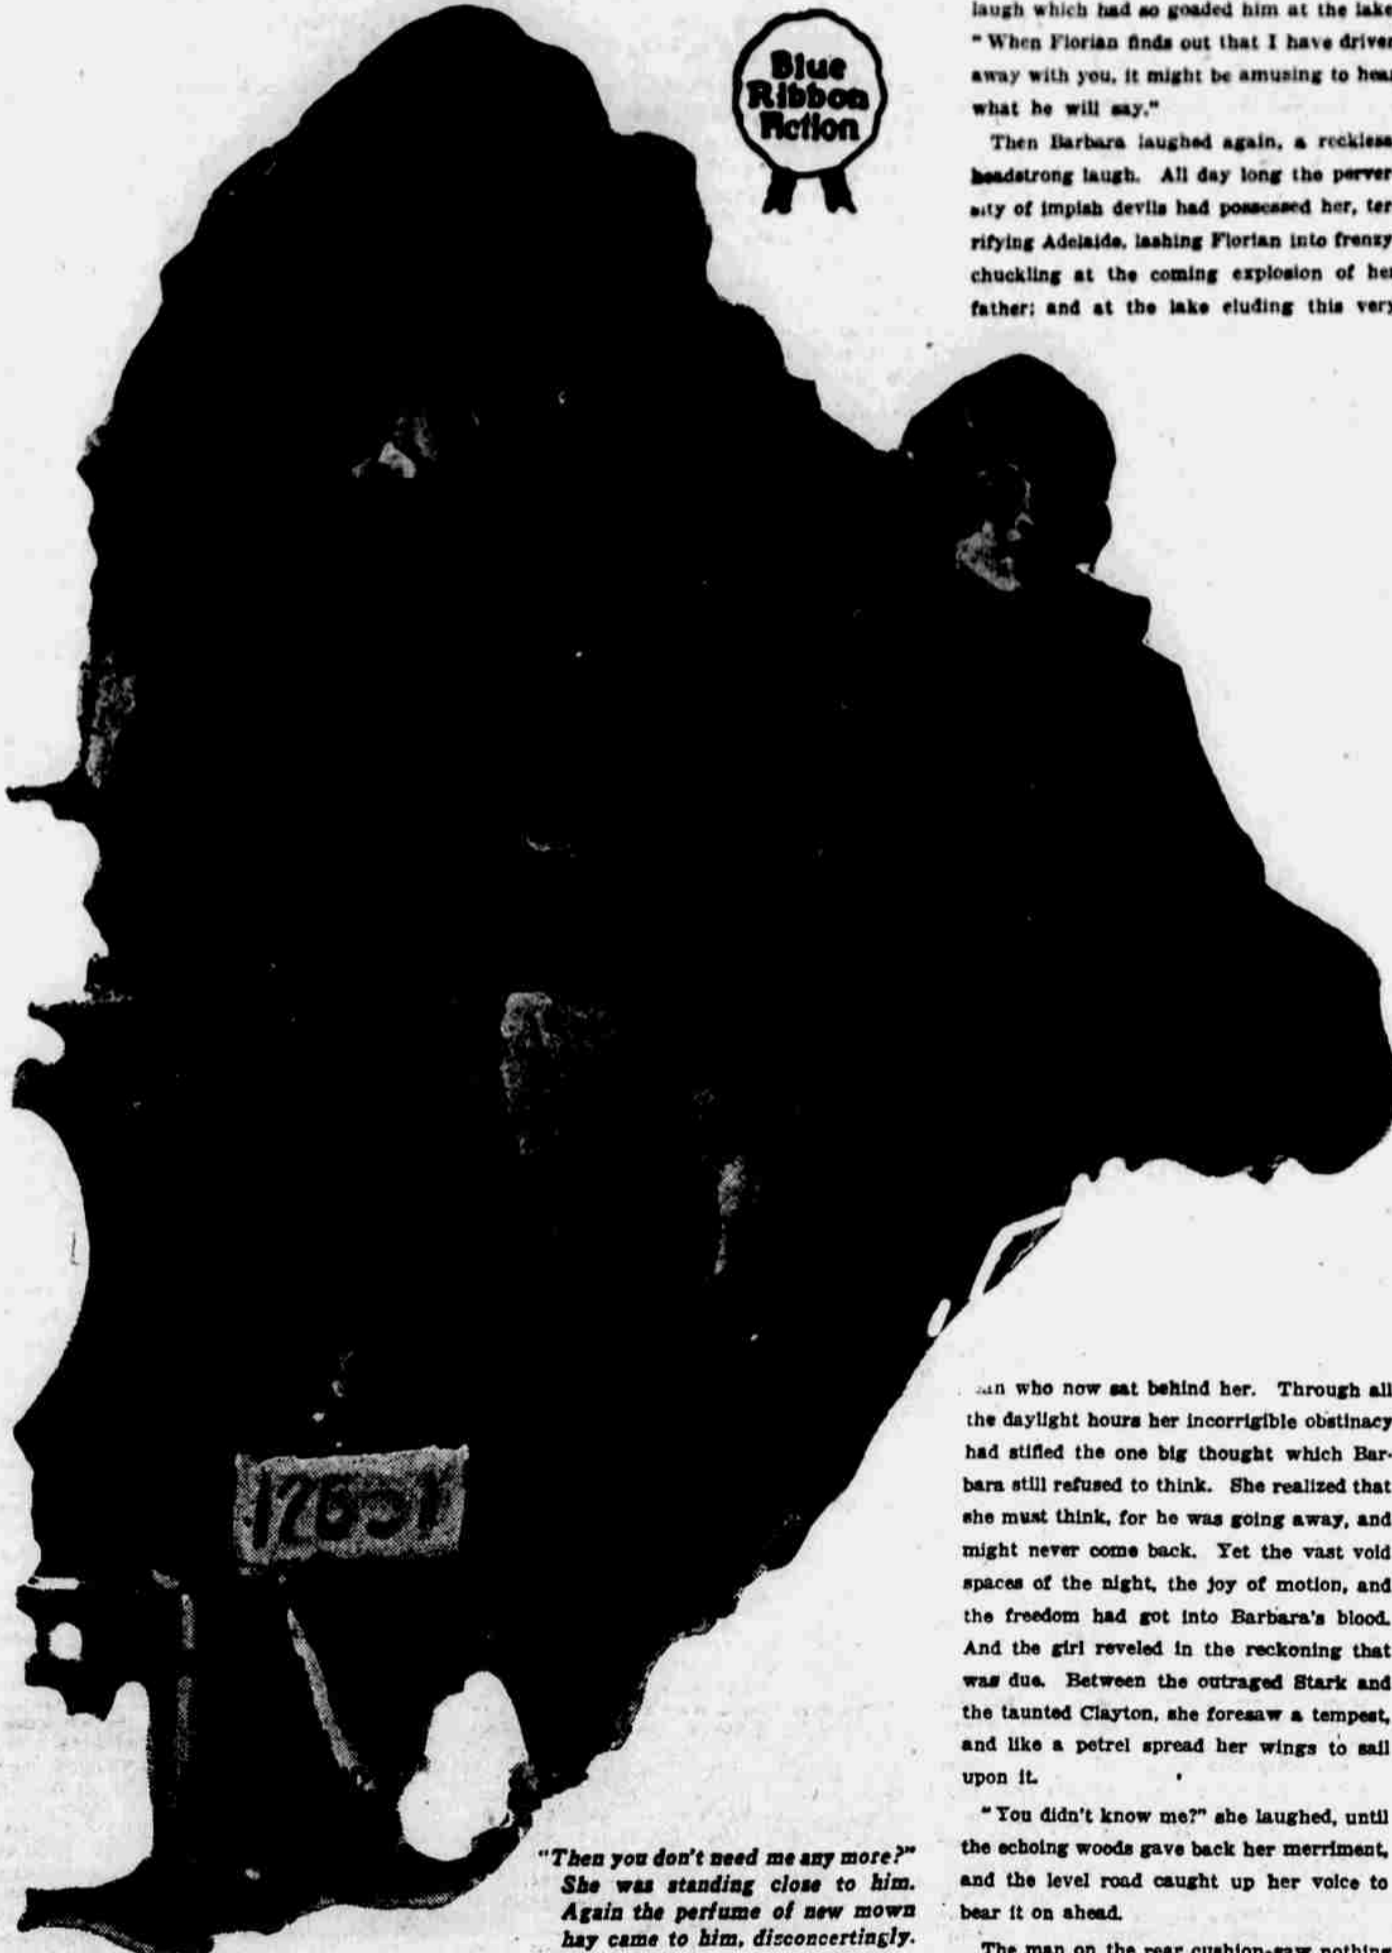 Blue
Ribbon
Fiction
laugh which had so goaded him at the lake
"When Florian finds out that I have driven
away with you, it might be amusing to hear
what he will say."
Then Barbara laughed again, a reckless
headstrong laugh. All day long the perver
sity of impish devils had possessed her, ter
rifying Adelaide, lashing Florian into frenzy
chuckling at the coming explosion of her
father; and at the lake eluding this very
who now sat behind her. Through all
the daylight hours her incorrigible obstinacy
had stifled the one big thought which Bar-
bara still refused to think. She realized that
she must think, for he was going away, and
might never come back. Yet the vast void
spaces of the night, the joy of motion, and
the freedom had got into Barbara's blood.
And the girl reveled in the reckoning that
was due. Between the outraged Stark and
the taunted Clayton, she foresaw a tempest,
and like a petrel spread her wings to sail
upon it.
"You didn't know me?" she laughed, until
the echoing woods gave back her merriment,
and the level road caught up her voice to
bear it on ahead.
The man on the rear cushion saw nothing
"Then you don't need me any more?"
She was standing close to him.
Again the perfume of new mown
hay came to him, disconcertingly.